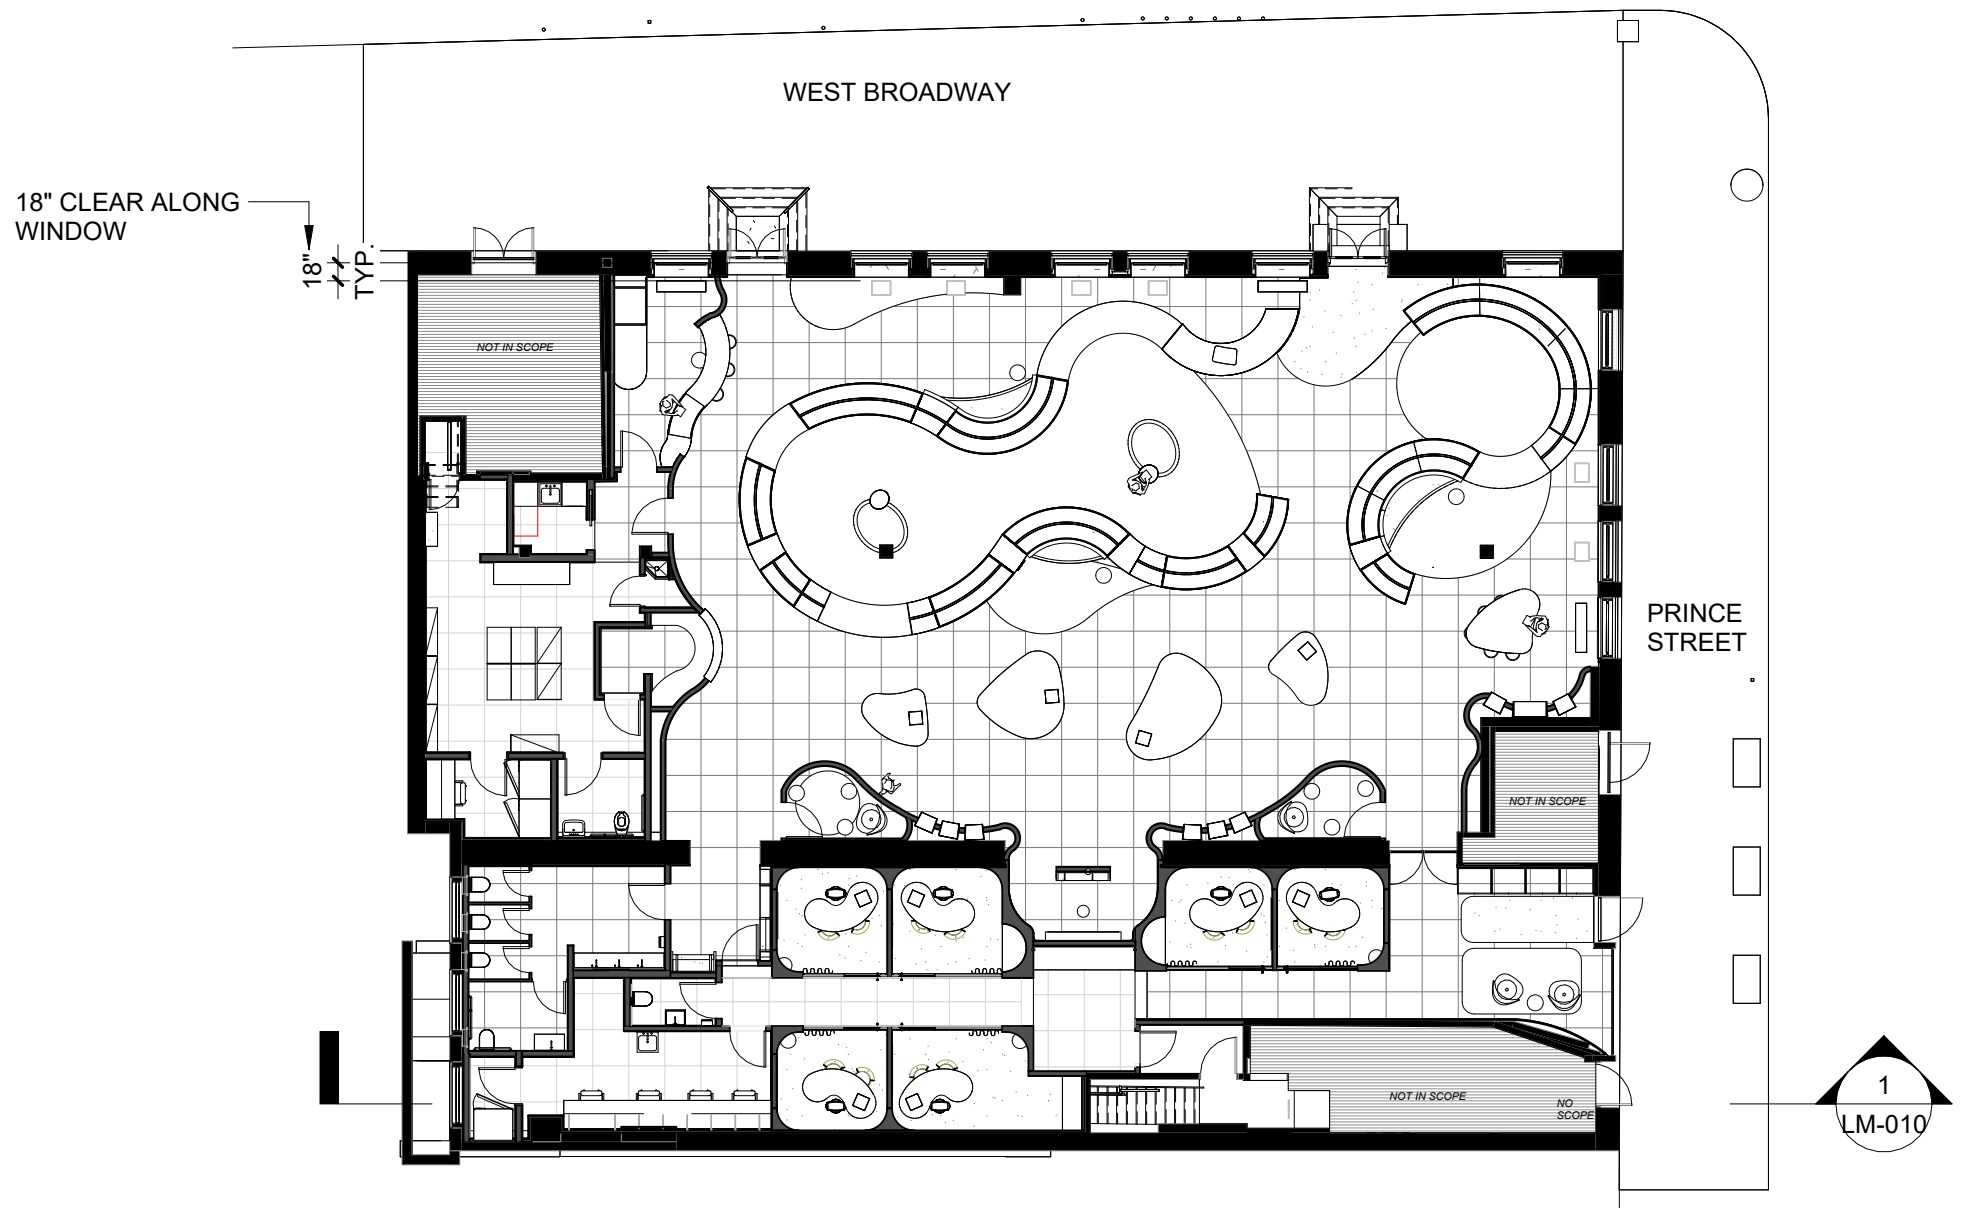 WEST BROADWAY
18" CLEAR ALONG
WINDOW
18"
TYP.
NOT IN SCOPE
PRINCE
STREET
NOT IN SCOPE
NOT IN SCOPE
NO
SCOPE
1
LM-010